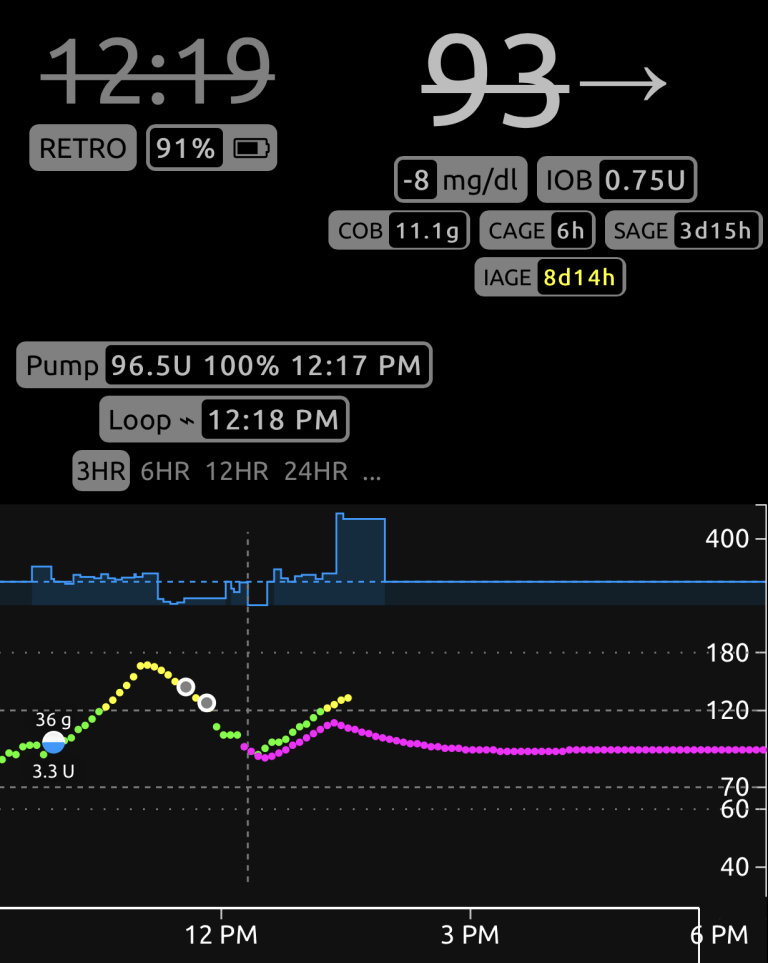 12:19
93→
RETRO 91%
-8 mg/dl IOB 0.75U
COB 11.1g CAGE 6h SAGE 3d15h
IAGE 8d14h
Pump 96.5U 100% 12:17 PM
Loop ⌁ 12:18 PM
3HR 6HR 12HR 24HR ...
400
180
120
70
60
40
36 g
3.3 U
12 PM 3 PM 6 PM